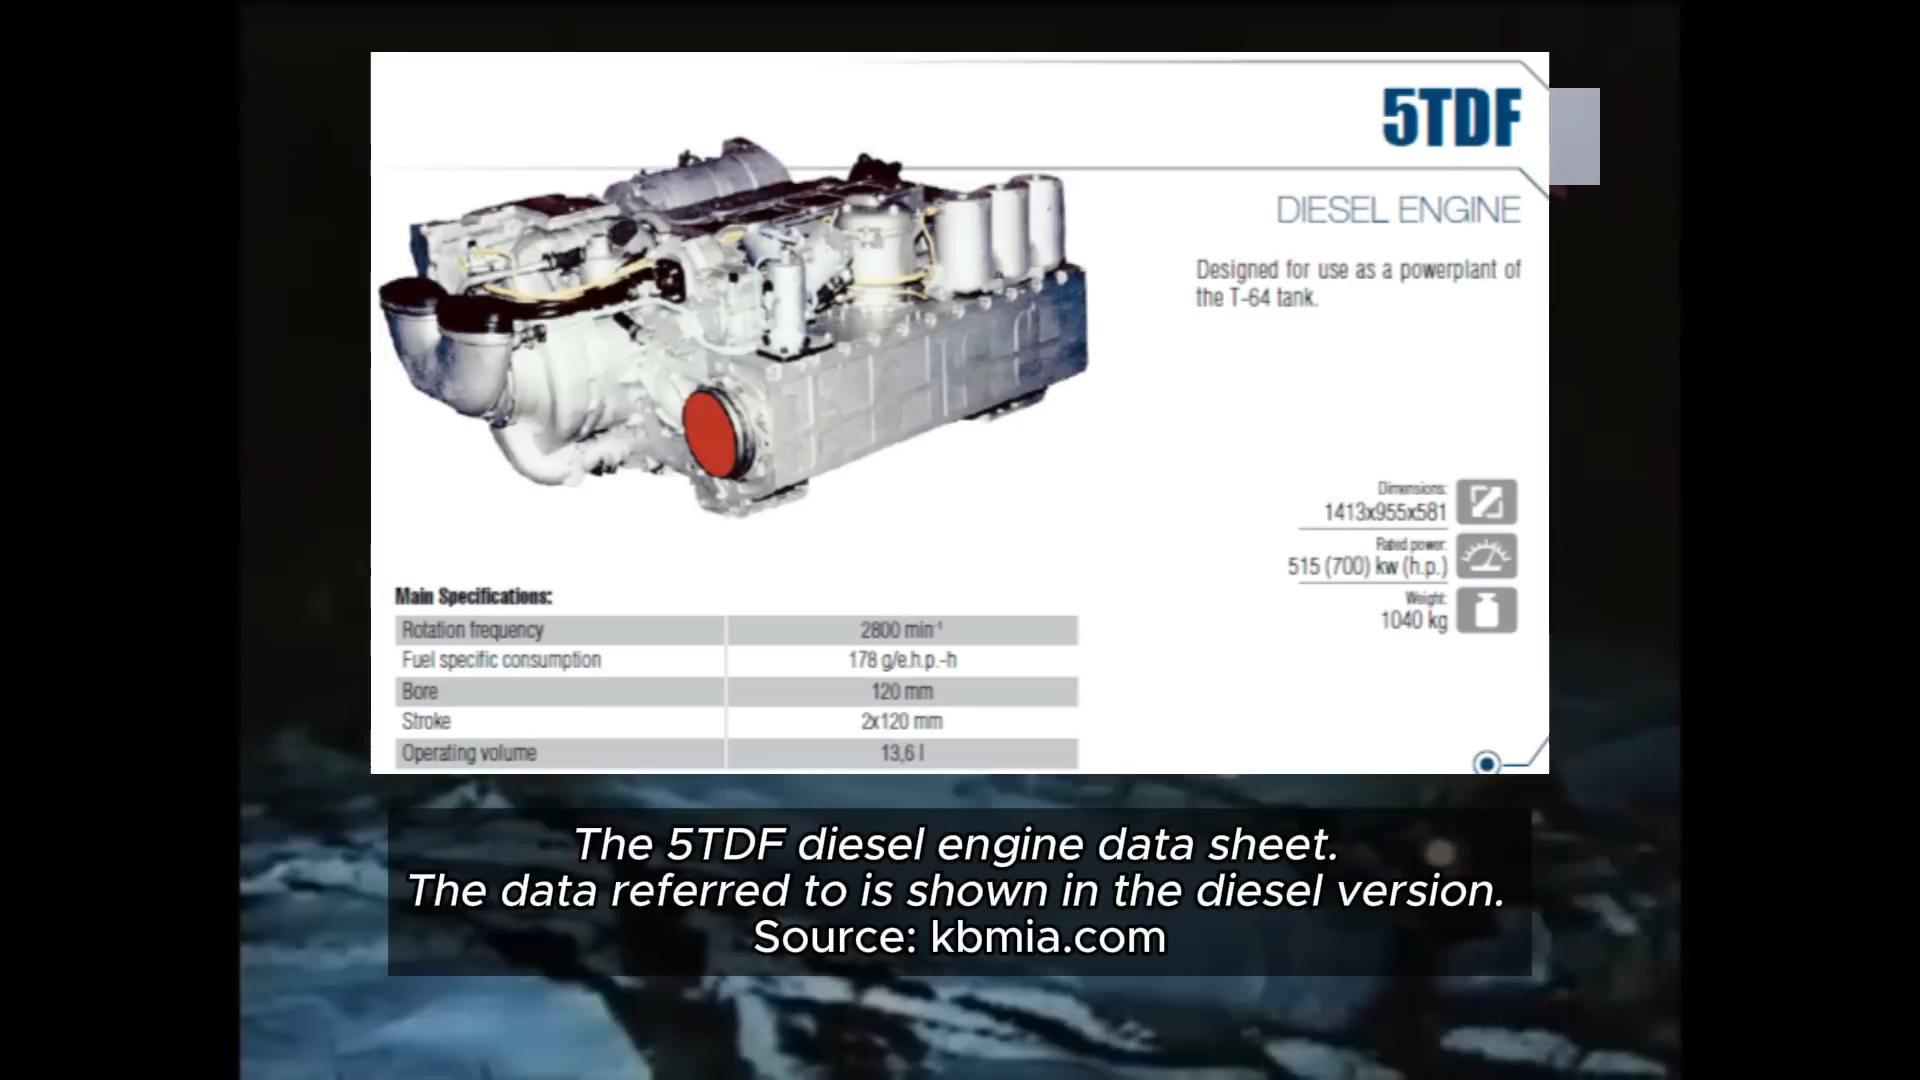 5TDF
DIESEL ENGINE
Designed for use as a powerplant of
the T-64 tank.
Dimensions:
1413x955x581
Rated power:
515 (700) kw (h.p.)
Weight:
1040 kg
Main Specifications:
Rotation frequency 2800 min⁻¹
Fuel specific consumption 178 g/e.h.p.-h
Bore 120 mm
Stroke 2x120 mm
Operating volume 13,6 l
The 5TDF diesel engine data sheet.
The data referred to is shown in the diesel version.
Source: kbmia.com